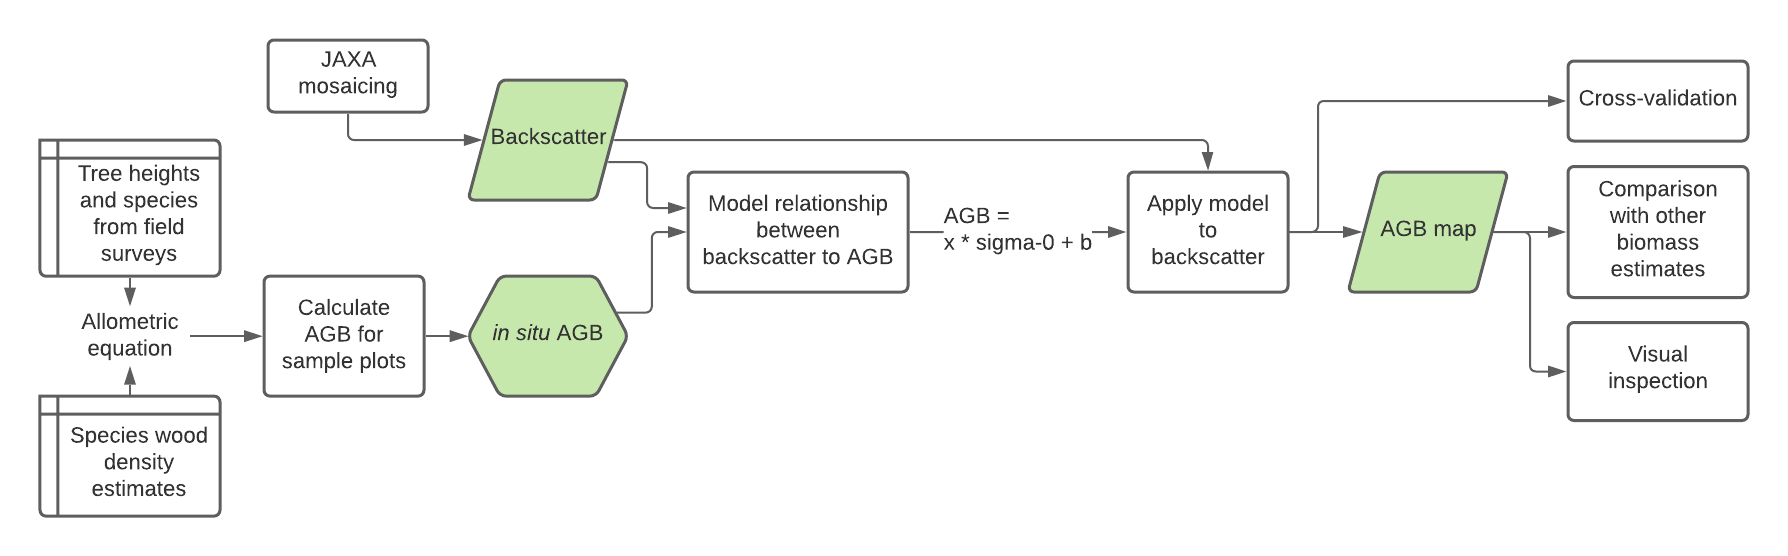 JAXA
mosaicing
Backscatter
Tree heights
and species
from field
surveys
Allometric
equation
Species wood
density
estimates
Calculate
AGB for
sample plots
in situ AGB
Model relationship
between
backscatter to AGB
AGB =
x * sigma-0 + b
Apply model
to
backscatter
AGB map
Cross-validation
Comparison
with other
biomass
estimates
Visual
inspection